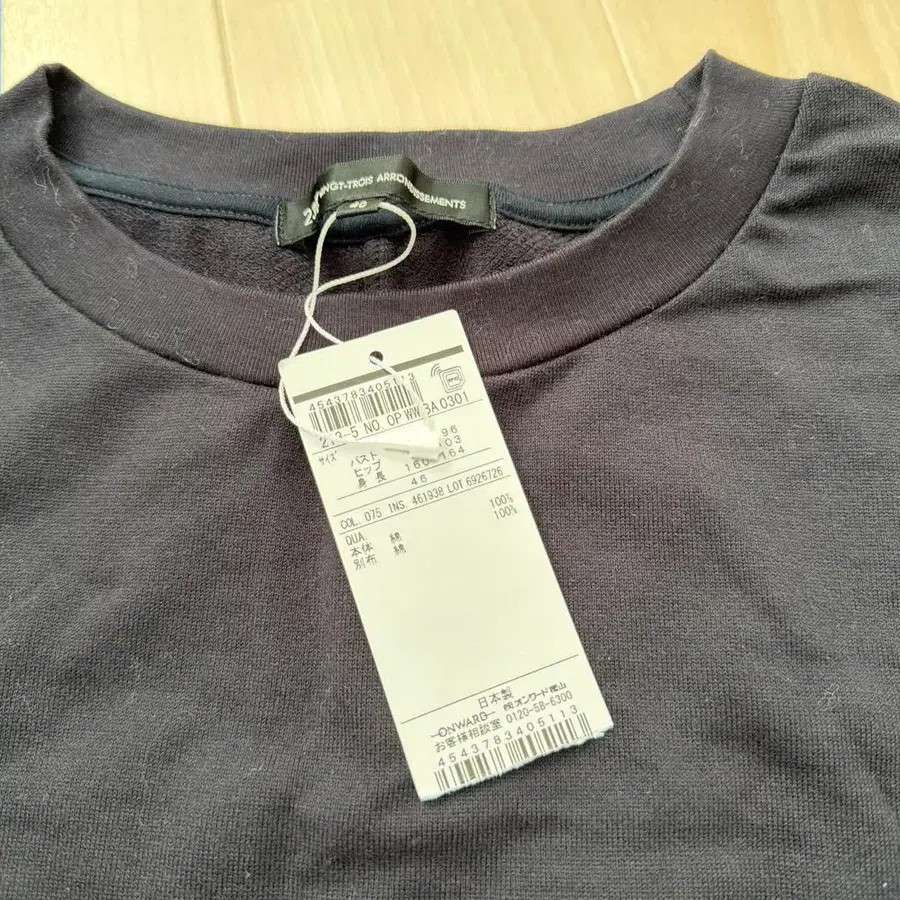 VINGT-TROIS ARRONDISSEMENTS
4543783405113
213-5 NO. OP WW BA 0301
サイズ
バスト 96
ヒップ 103
身長 160 164
46
COL. 075 INS. 461938 LOT 6926726
QUA.
本体 綿 100%
別布 綿 100%
日本製
ONWARD ㈱オンワード樫山
お客様相談室 0120-58-6300
4543783405113